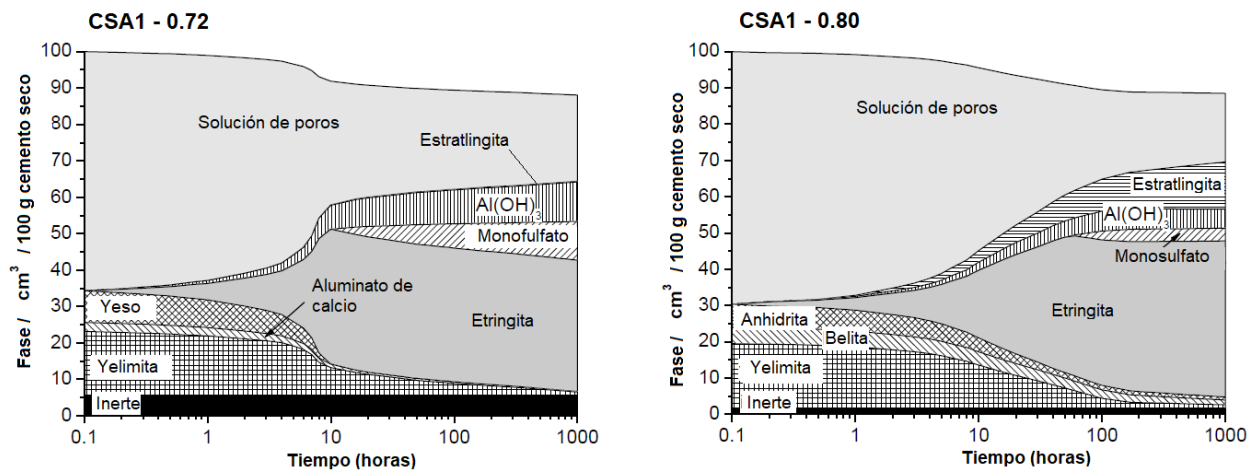 CSA1 - 0.72
Fase / cm³ / 100 g cemento seco
100
90
80
70
60
50
40
30
20
10
0
Solución de poros
Estratlingita
Al(OH)₃
Monofulfato
Aluminato de
calcio
Yeso
Etringita
Yelimita
Inerte
0.1
1
10
100
1000
Tiempo (horas)
CSA1 - 0.80
Fase / cm³ / 100 g cemento seco
100
90
80
70
60
50
40
30
20
10
0
Solución de poros
Estratlingita
Al(OH)₃
Monosulfato
Etringita
Anhidrita
Belita
Yelimita
Inerte
0.1
1
10
100
1000
Tiempo (horas)